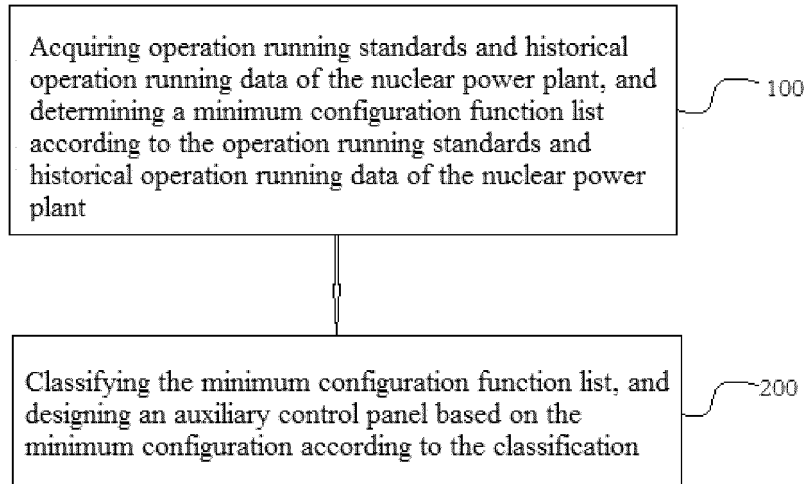 Acquiring operation running standards and historical
operation running data of the nuclear power plant, and
determining a minimum configuration function list
according to the operation running standards and
historical operation running data of the nuclear power
plant
100
Classifying the minimum configuration function list, and
designing an auxiliary control panel based on the
minimum configuration according to the classification
200